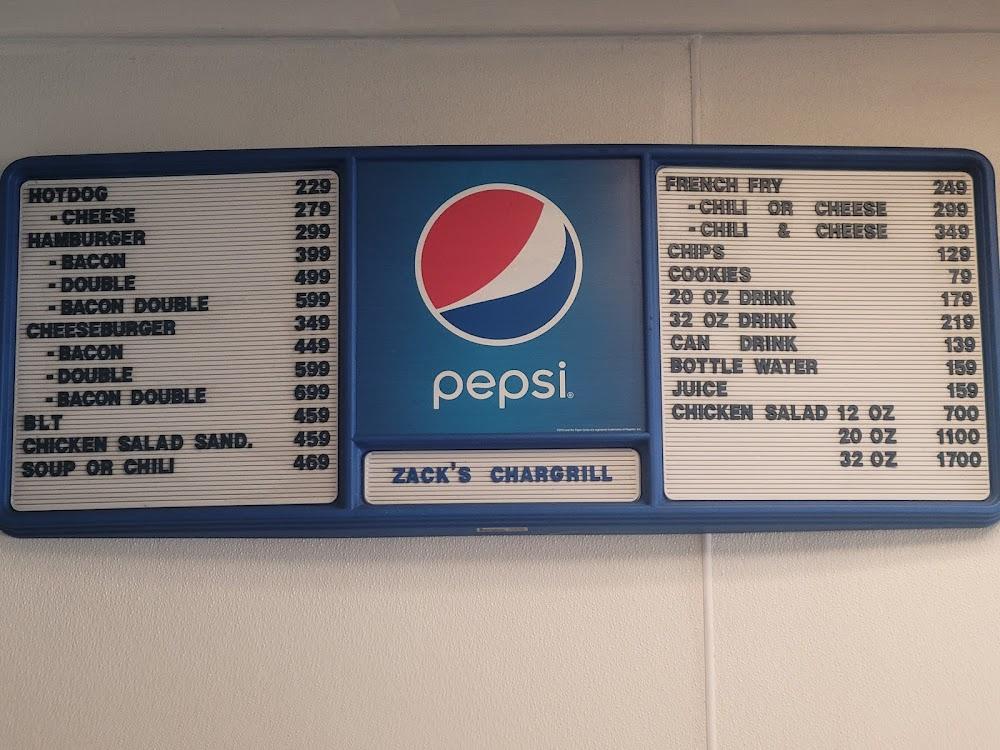 HOTDOG 229
- CHEESE 279
HAMBURGER 299
- BACON 399
- DOUBLE 499
- BACON DOUBLE 599
CHEESEBURGER 349
- BACON 449
- DOUBLE 599
- BACON DOUBLE 699
BLT 459
CHICKEN SALAD SAND. 459
SOUP OR CHILI 469
pepsi
ZACK'S CHARGRILL
FRENCH FRY 249
- CHILI OR CHEESE 299
- CHILI & CHEESE 349
CHIPS 129
COOKIES 79
20 OZ DRINK 179
32 OZ DRINK 219
CAN DRINK 139
BOTTLE WATER 159
JUICE 159
CHICKEN SALAD 12 OZ 700
20 OZ 1100
32 OZ 1700